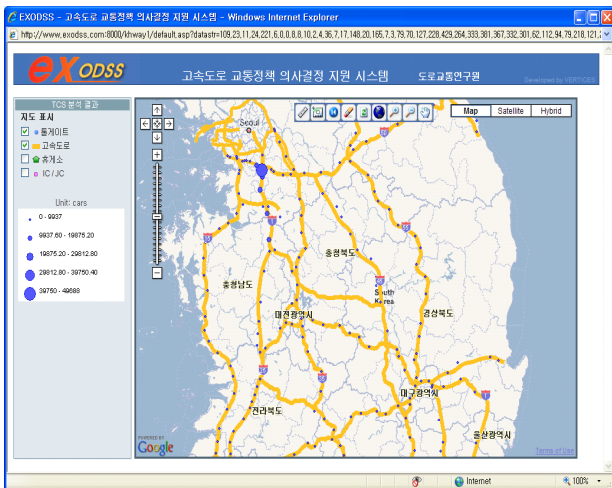 EXODSS - 고속도로 교통정책 의사결정 지원 시스템 - Windows Internet Explorer
http://www.exodss.com:8000/khway1/default.asp?datastr=109,23,11,24,221,6,0,0,8,8,10,2,4,36,7,17,148,20,165,7,3,79,70,127,228,429,264,333,381,367,332,301,62,112,94,79,218,121,2
ex ODSS
고속도로 교통정책 의사결정 지원 시스템
도로교통연구원
Developed by VERTICES
TCS 분석 결과
지도 표시
톨게이트
고속도로
휴게소
IC / JC
Unit: cars
0 - 9937
9937.60 - 19875.20
19875.20 - 29812.80
29812.80 - 39750.40
39750 - 49688
Map
Satellite
Hybrid
Seoul
충청북도
충청남도
South Korea
대전광역시
경상북도
대구광역시
전라북도
울산광역시
POWERED BY
Google
Terms of Use
Internet
100%